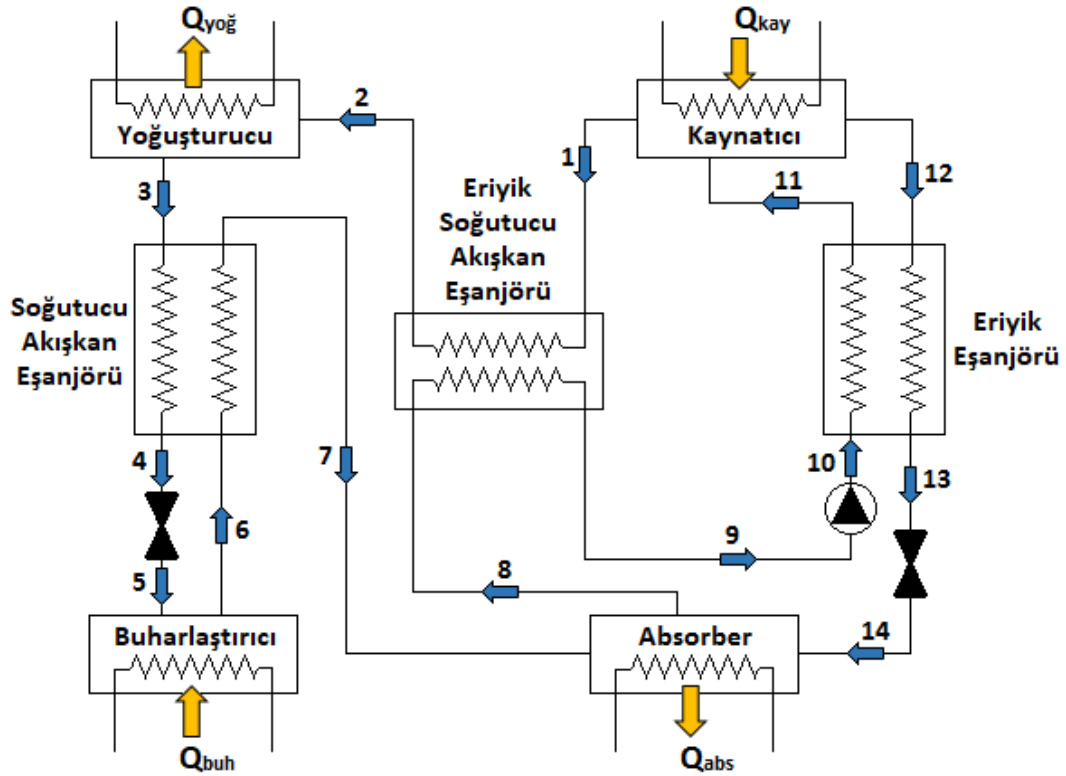 Qyoğ
Qkay
Yoğuşturucu
2
Kaynatıcı
1
12
3
11
Eriyik
Soğutucu
Akışkan
Eşanjörü
Soğutucu
Akışkan
Eşanjörü
Eriyik
Eşanjörü
4
7
10
13
6
9
5
8
Buharlaştırıcı
Absorber
14
Qbuh
Qabs